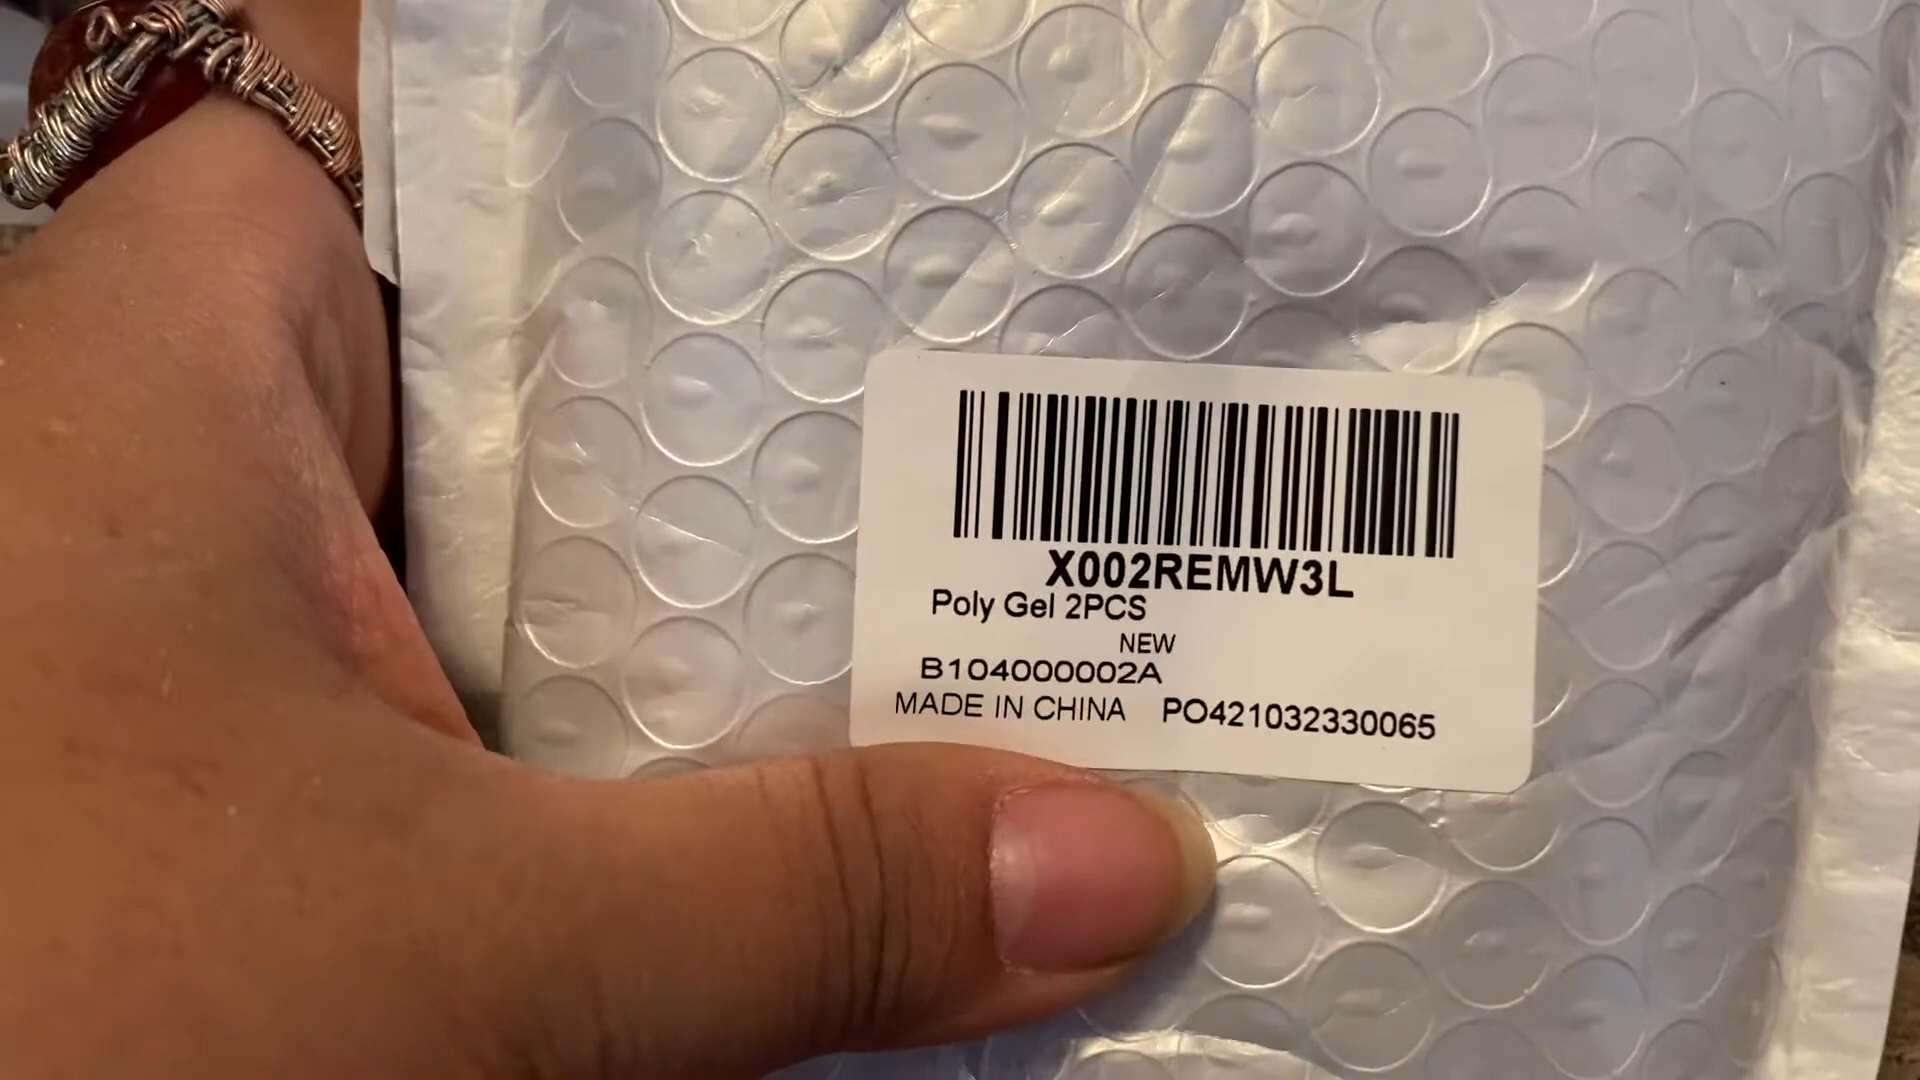 X002REMW3L
Poly Gel 2PCS
NEW
B104000002A
MADE IN CHINA PO421032330065